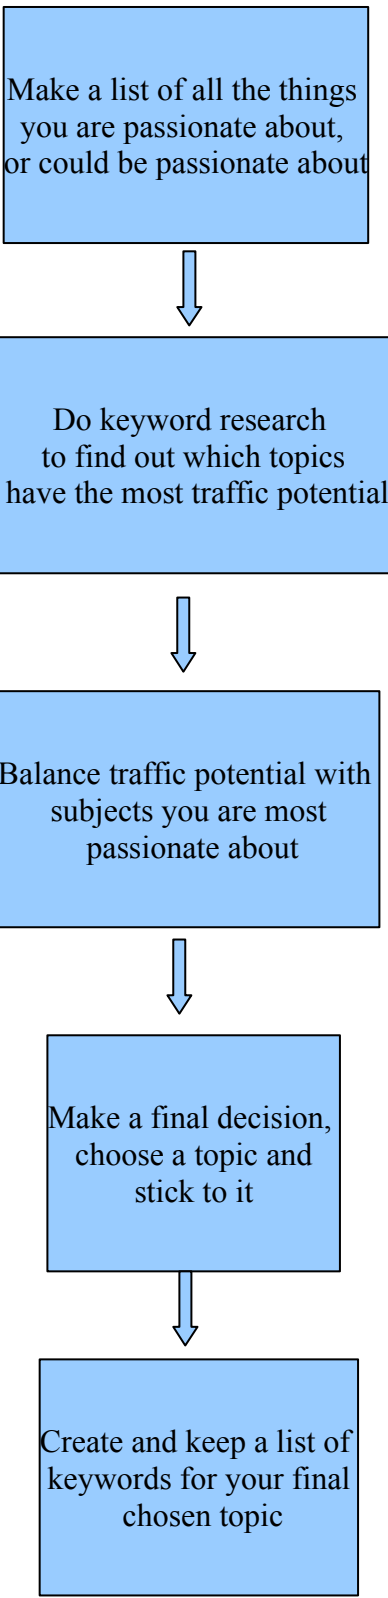 Make a list of all the things
you are passionate about,
or could be passionate about
Do keyword research
to find out which topics
have the most traffic potential
Balance traffic potential with
subjects you are most
passionate about
Make a final decision,
choose a topic and
stick to it
Create and keep a list of
keywords for your final
chosen topic